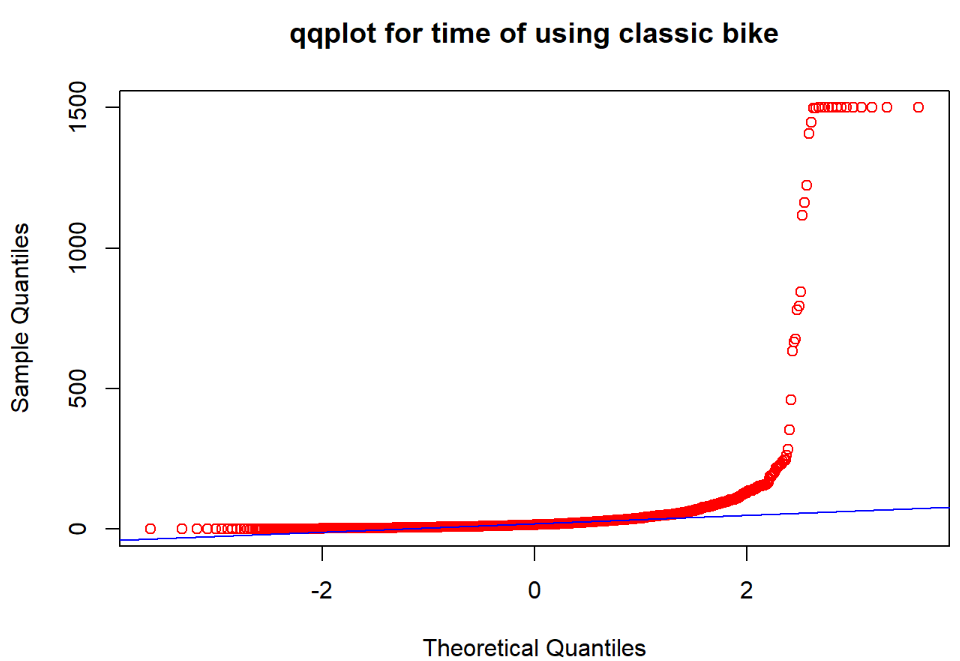 qqplot for time of using classic bike
1500
1000
500
0
Sample Quantiles
-2 0 2
Theoretical Quantiles